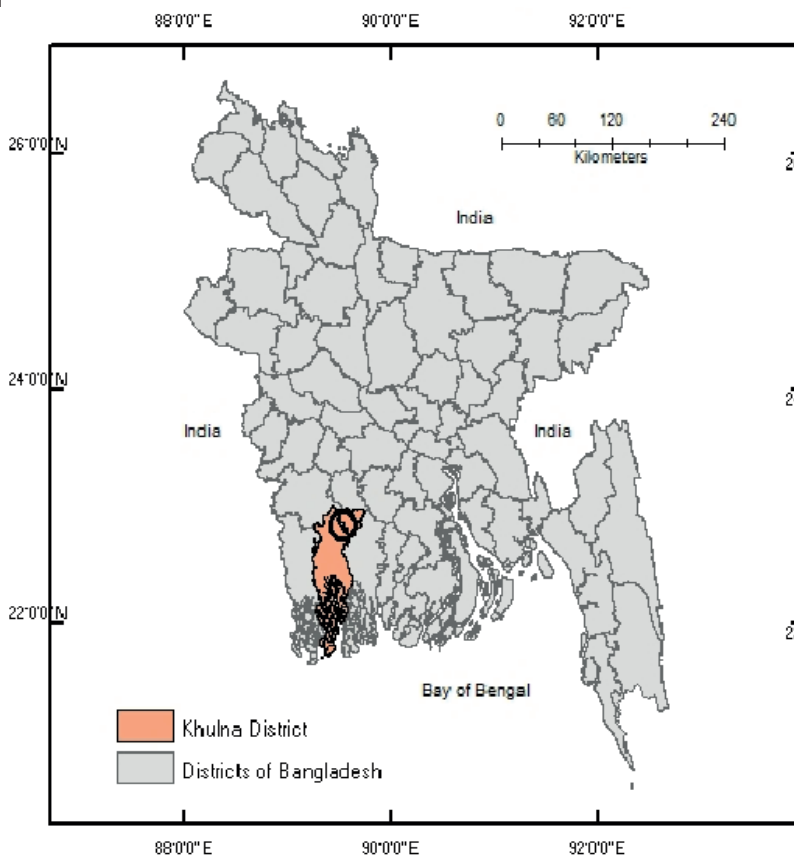 88°0'0"E 90°0'0"E 92°0'0"E
0 60 120 240
Kilometers
26°0'0"N
India
24°0'0"N
India
India
22°0'0"N
Bay of Bengal
Khulna District
Districts of Bangladesh
88°0'0"E 90°0'0"E 92°0'0"E